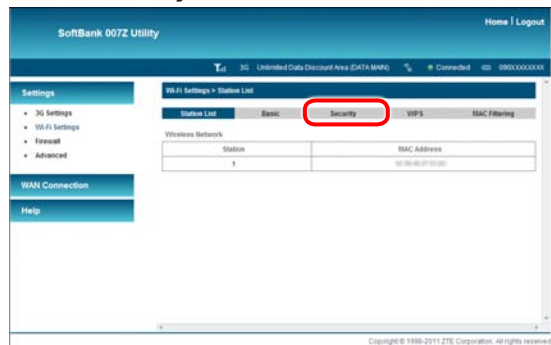 Home | Logout
SoftBank 007Z Utility
3G Unlimited Data Discount Area (DATA MAIN) Connected 080XXXXXXXX
Settings
Wi-Fi Settings > Station List
3G Settings
Wi-Fi Settings
Firewall
Advanced
Station List Basic Security WPS MAC Filtering
Wireless Network
Station MAC Address
1
WAN Connection
Help
Copyright © 1998-2011 ZTE Corporation. All rights reserved